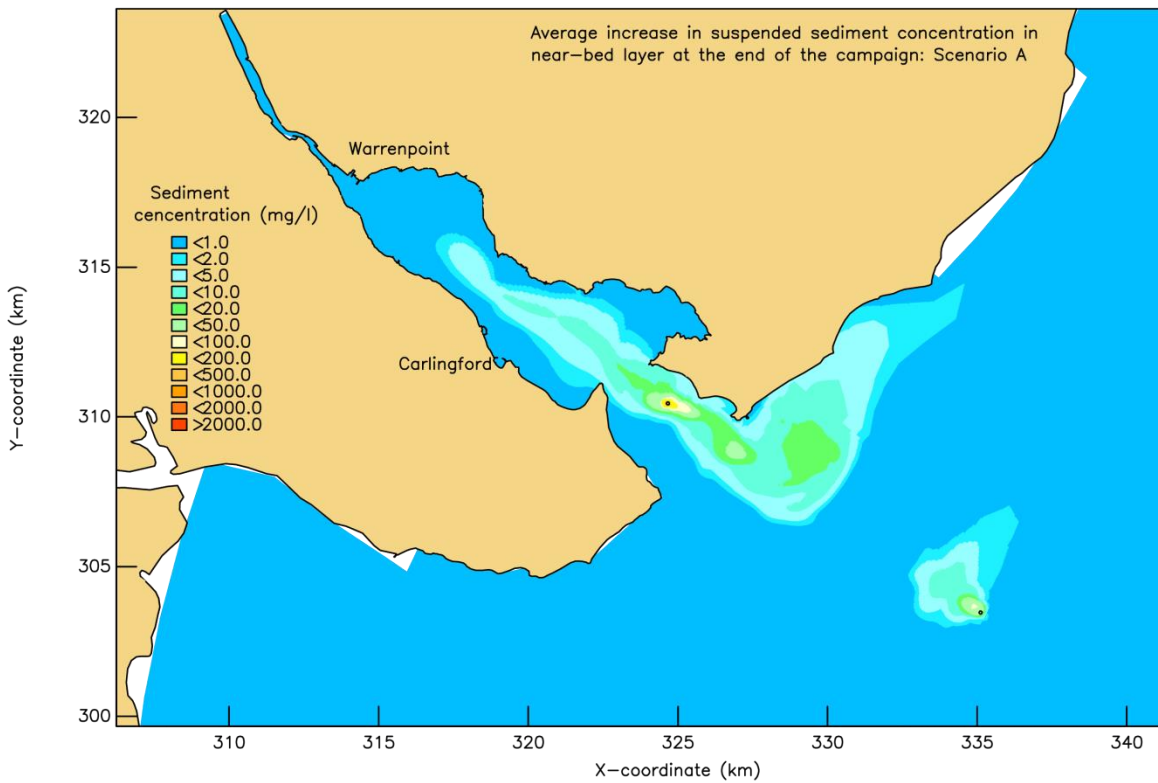 Average increase in suspended sediment concentration in
near-bed layer at the end of the campaign: Scenario A
320
Warrenpoint
Sediment
cencentration (mg/l)
<1.0
<2.0
<5.0
<10.0
<20.0
<50.0
<100.0
<200.0
<500.0
<1000.0
<2000.0
>2000.0
315
Carlingford
310
305
300
Y-coordinate (km)
310 315 320 325 330 335 340
X-coordinate (km)